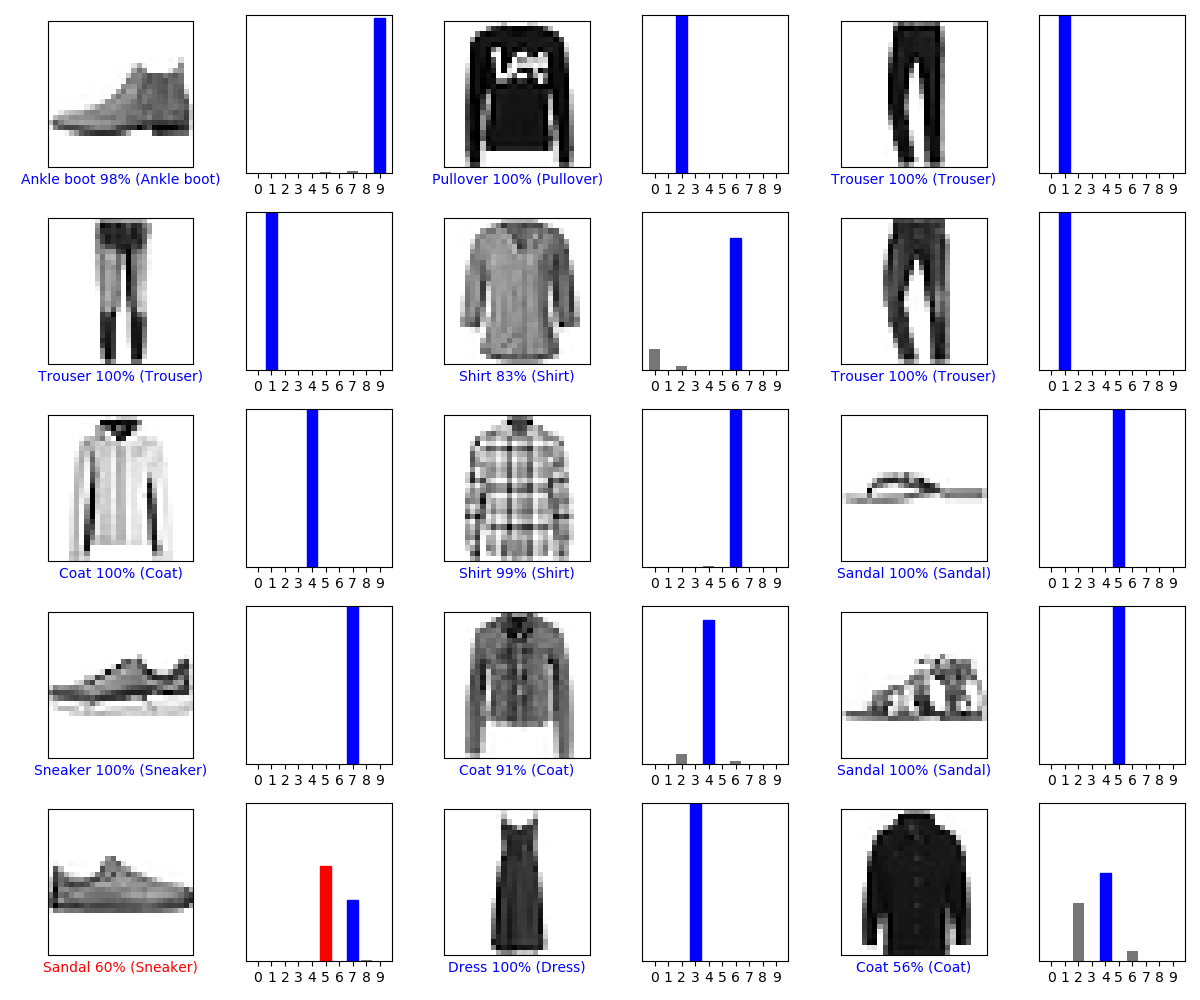 Lee
Ankle boot 98% (Ankle boot)
0 1 2 3 4 5 6 7 8 9
Pullover 100% (Pullover)
0 1 2 3 4 5 6 7 8 9
Trouser 100% (Trouser)
0 1 2 3 4 5 6 7 8 9
Trouser 100% (Trouser)
0 1 2 3 4 5 6 7 8 9
Shirt 83% (Shirt)
0 1 2 3 4 5 6 7 8 9
Trouser 100% (Trouser)
0 1 2 3 4 5 6 7 8 9
Coat 100% (Coat)
0 1 2 3 4 5 6 7 8 9
Shirt 99% (Shirt)
0 1 2 3 4 5 6 7 8 9
Sandal 100% (Sandal)
0 1 2 3 4 5 6 7 8 9
Sneaker 100% (Sneaker)
0 1 2 3 4 5 6 7 8 9
Coat 91% (Coat)
0 1 2 3 4 5 6 7 8 9
Sandal 100% (Sandal)
0 1 2 3 4 5 6 7 8 9
Sandal 60% (Sneaker)
0 1 2 3 4 5 6 7 8 9
Dress 100% (Dress)
0 1 2 3 4 5 6 7 8 9
Coat 56% (Coat)
0 1 2 3 4 5 6 7 8 9